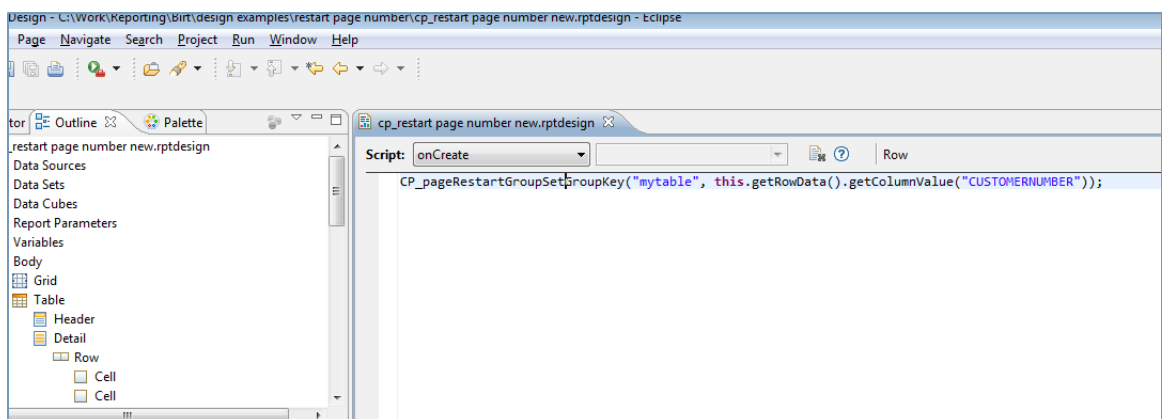 Design - C:\Work\Reporting\Birt\design examples\restart page number\cp_restart page number new.rptdesign - Eclipse
Page Navigate Search Project Run Window Help
tor Outline Palette
cp_restart page number new.rptdesign
_restart page number new.rptdesign
Data Sources
Data Sets
Data Cubes
Report Parameters
Variables
Body
Grid
Table
Header
Detail
Row
Cell
Cell
Script: onCreate Row
CP_pageRestartGroupSetGroupKey("mytable", this.getRowData().getColumnValue("CUSTOMERNUMBER"));